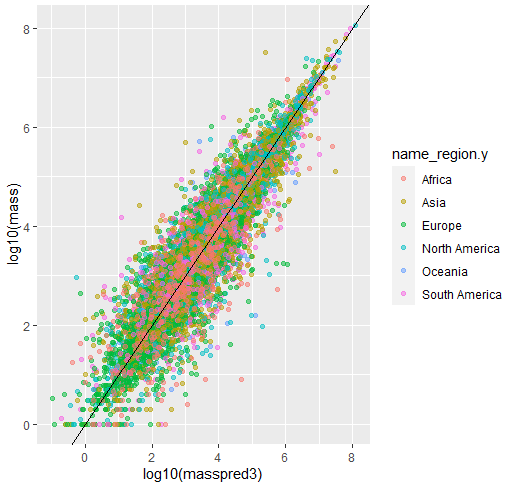 8
6
4
2
0
log10(mass)
0
2
4
6
8
log10(masspred3)
name_region.y
Africa
Asia
Europe
North America
Oceania
South America